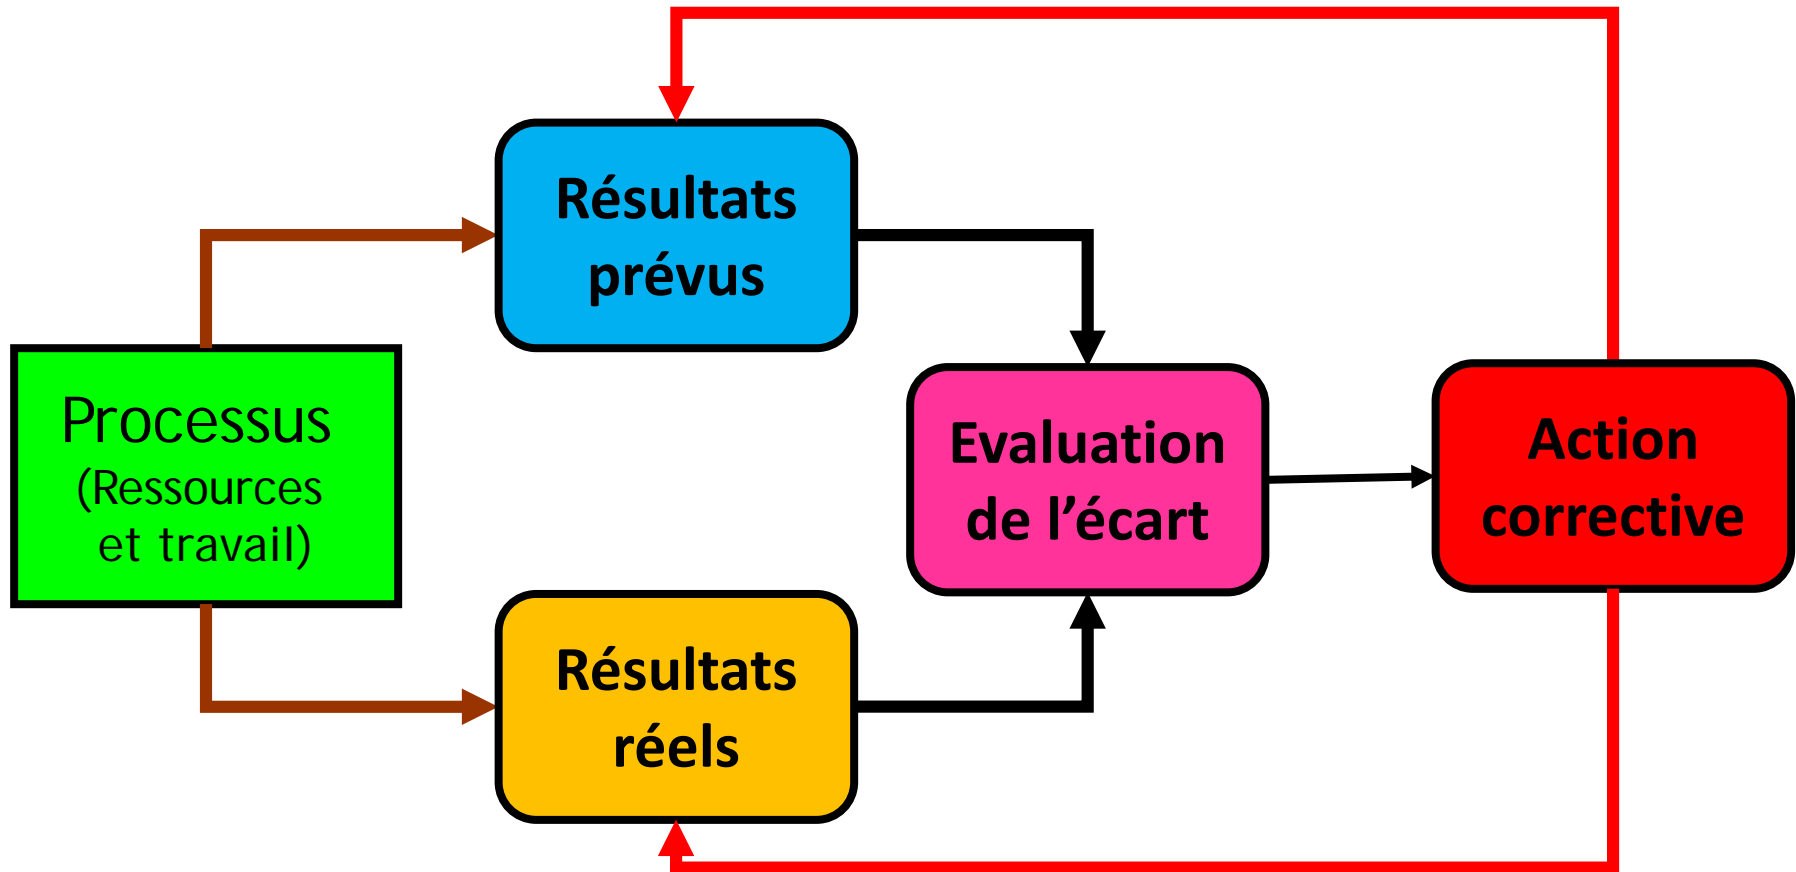 Résultats
prévus
Processus
(Ressources
et travail)
Evaluation
de l’écart
Action
corrective
Résultats
réels